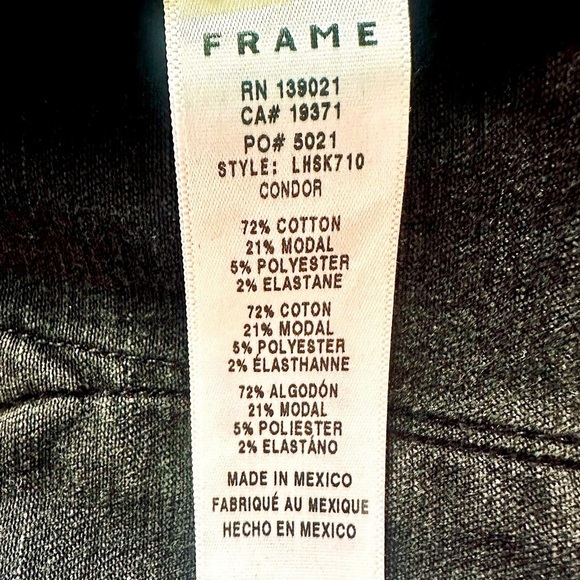 FRAME
RN 139021
CA# 19371
PO# 5021
STYLE: LHSK710
CONDOR
72% COTTON
21% MODAL
5% POLYESTER
2% ELASTANE
72% COTON
21% MODAL
5% POLYESTER
2% ÉLASTHANNE
72% ALGODÓN
21% MODAL
5% POLIESTER
2% ELASTÁNO
MADE IN MEXICO
FABRIQUÉ AU MEXIQUE
HECHO EN MEXICO